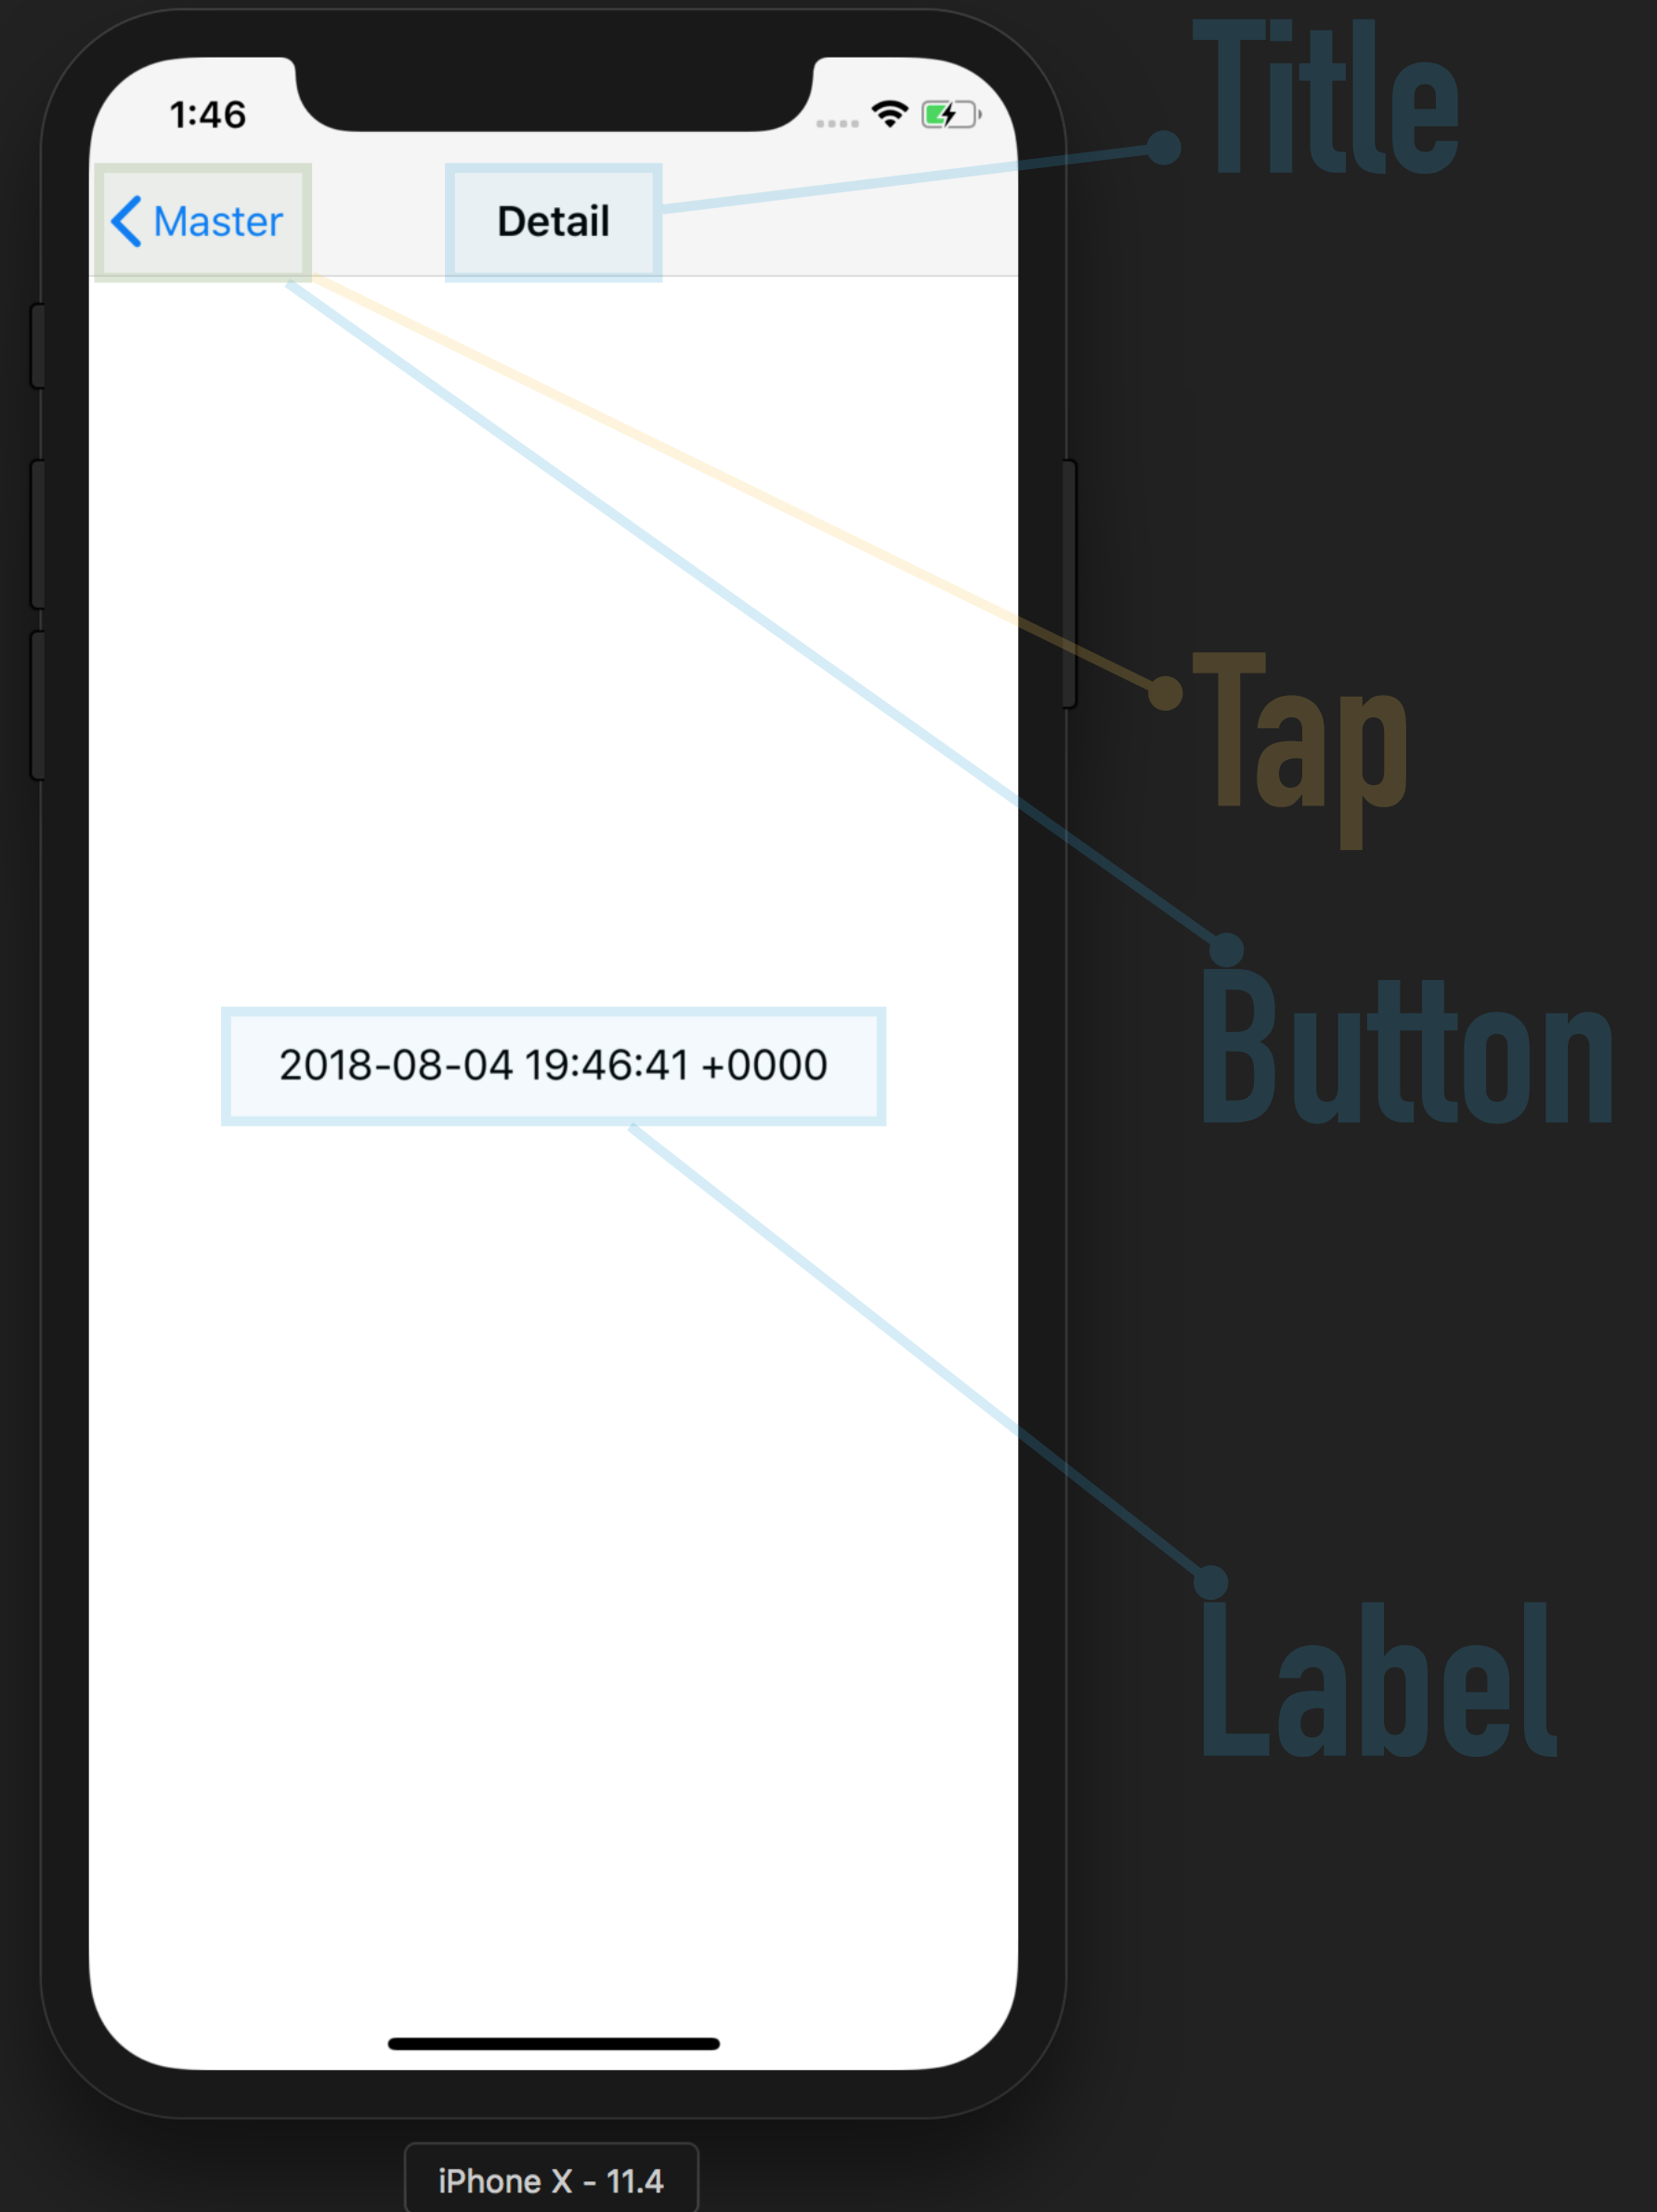 Title
1:46
Master
Detail
Tap
Button
2018-08-04 19:46:41 +0000
Label
iPhone X - 11.4